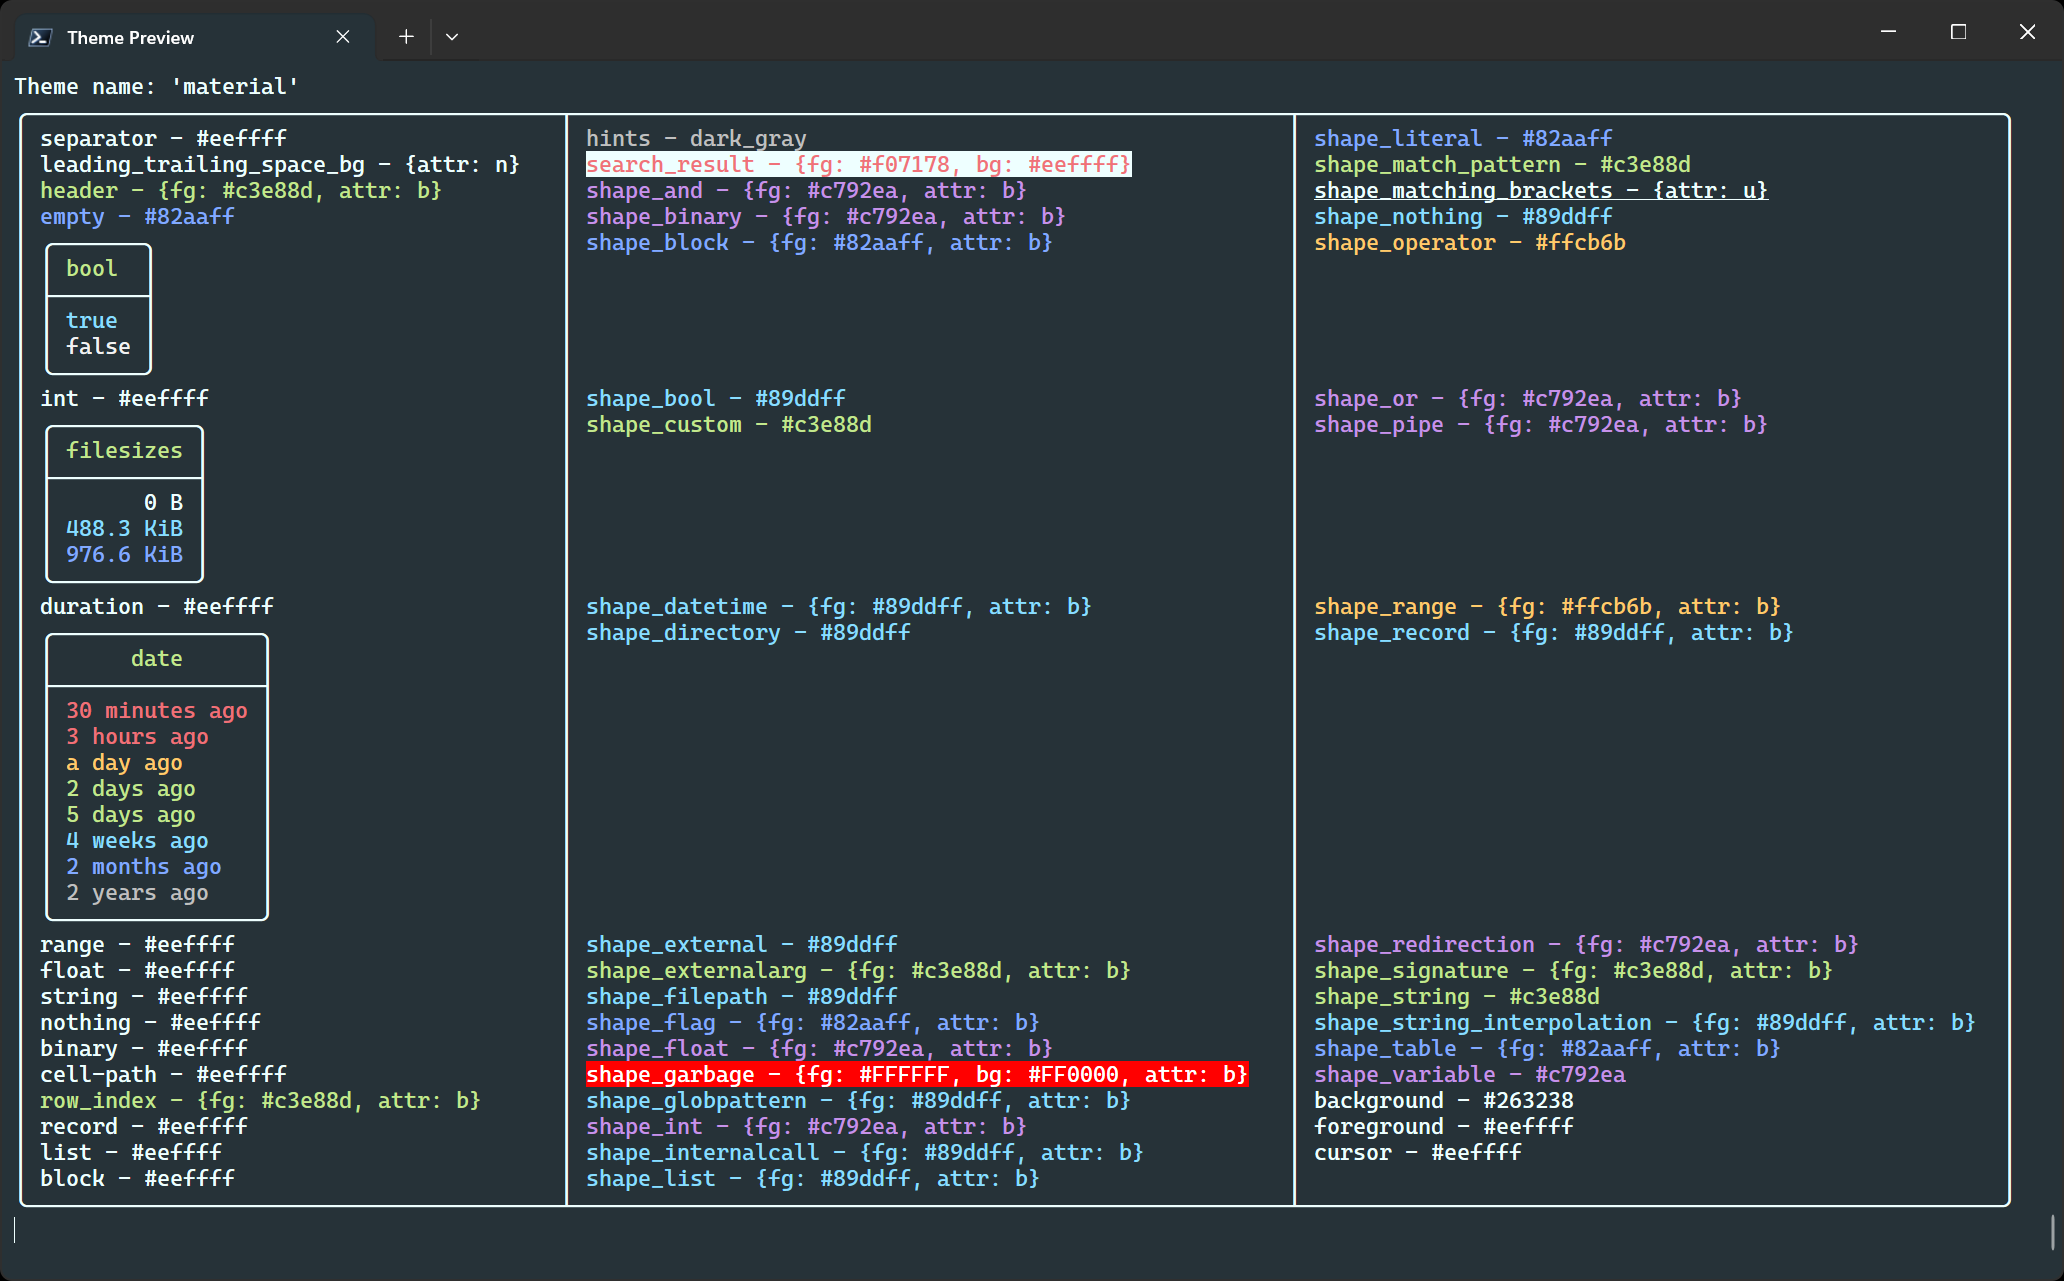 Theme Preview
Theme name: 'material'
separator - #eeffff
leading_trailing_space_bg - {attr: n}
header - {fg: #c3e88d, attr: b}
empty - #82aaff
bool
true
false
int - #eeffff
filesizes
0 B
488.3 KiB
976.6 KiB
duration - #eeffff
date
30 minutes ago
3 hours ago
a day ago
2 days ago
5 days ago
4 weeks ago
2 months ago
2 years ago
range - #eeffff
float - #eeffff
string - #eeffff
nothing - #eeffff
binary - #eeffff
cell-path - #eeffff
row_index - {fg: #c3e88d, attr: b}
record - #eeffff
list - #eeffff
block - #eeffff
hints - dark_gray
search_result - {fg: #f07178, bg: #eeffff}
shape_and - {fg: #c792ea, attr: b}
shape_binary - {fg: #c792ea, attr: b}
shape_block - {fg: #82aaff, attr: b}
shape_bool - #89ddff
shape_custom - #c3e88d
shape_datetime - {fg: #89ddff, attr: b}
shape_directory - #89ddff
shape_external - #89ddff
shape_externalarg - {fg: #c3e88d, attr: b}
shape_filepath - #89ddff
shape_flag - {fg: #82aaff, attr: b}
shape_float - {fg: #c792ea, attr: b}
shape_garbage - {fg: #FFFFFF, bg: #FF0000, attr: b}
shape_globpattern - {fg: #89ddff, attr: b}
shape_int - {fg: #c792ea, attr: b}
shape_internalcall - {fg: #89ddff, attr: b}
shape_list - {fg: #89ddff, attr: b}
shape_literal - #82aaff
shape_match_pattern - #c3e88d
shape_matching_brackets - {attr: u}
shape_nothing - #89ddff
shape_operator - #ffcb6b
shape_or - {fg: #c792ea, attr: b}
shape_pipe - {fg: #c792ea, attr: b}
shape_range - {fg: #ffcb6b, attr: b}
shape_record - {fg: #89ddff, attr: b}
shape_redirection - {fg: #c792ea, attr: b}
shape_signature - {fg: #c3e88d, attr: b}
shape_string - #c3e88d
shape_string_interpolation - {fg: #89ddff, attr: b}
shape_table - {fg: #82aaff, attr: b}
shape_variable - #c792ea
background - #263238
foreground - #eeffff
cursor - #eeffff